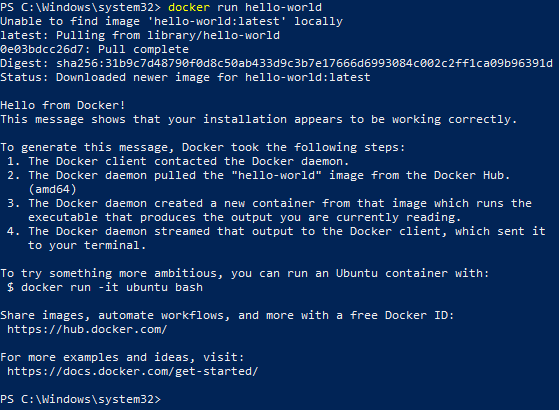 PS C:\Windows\system32> docker run hello-world
Unable to find image 'hello-world:latest' locally
latest: Pulling from library/hello-world
0e03bdcc26d7: Pull complete
Digest: sha256:31b9c7d48790f0d8c50ab433d9c3b7e17666d6993084c002c2ff1ca09b96391d
Status: Downloaded newer image for hello-world:latest

Hello from Docker!
This message shows that your installation appears to be working correctly.

To generate this message, Docker took the following steps:
 1. The Docker client contacted the Docker daemon.
 2. The Docker daemon pulled the "hello-world" image from the Docker Hub.
    (amd64)
 3. The Docker daemon created a new container from that image which runs the
    executable that produces the output you are currently reading.
 4. The Docker daemon streamed that output to the Docker client, which sent it
    to your terminal.

To try something more ambitious, you can run an Ubuntu container with:
 $ docker run -it ubuntu bash

Share images, automate workflows, and more with a free Docker ID:
 https://hub.docker.com/

For more examples and ideas, visit:
 https://docs.docker.com/get-started/

PS C:\Windows\system32>